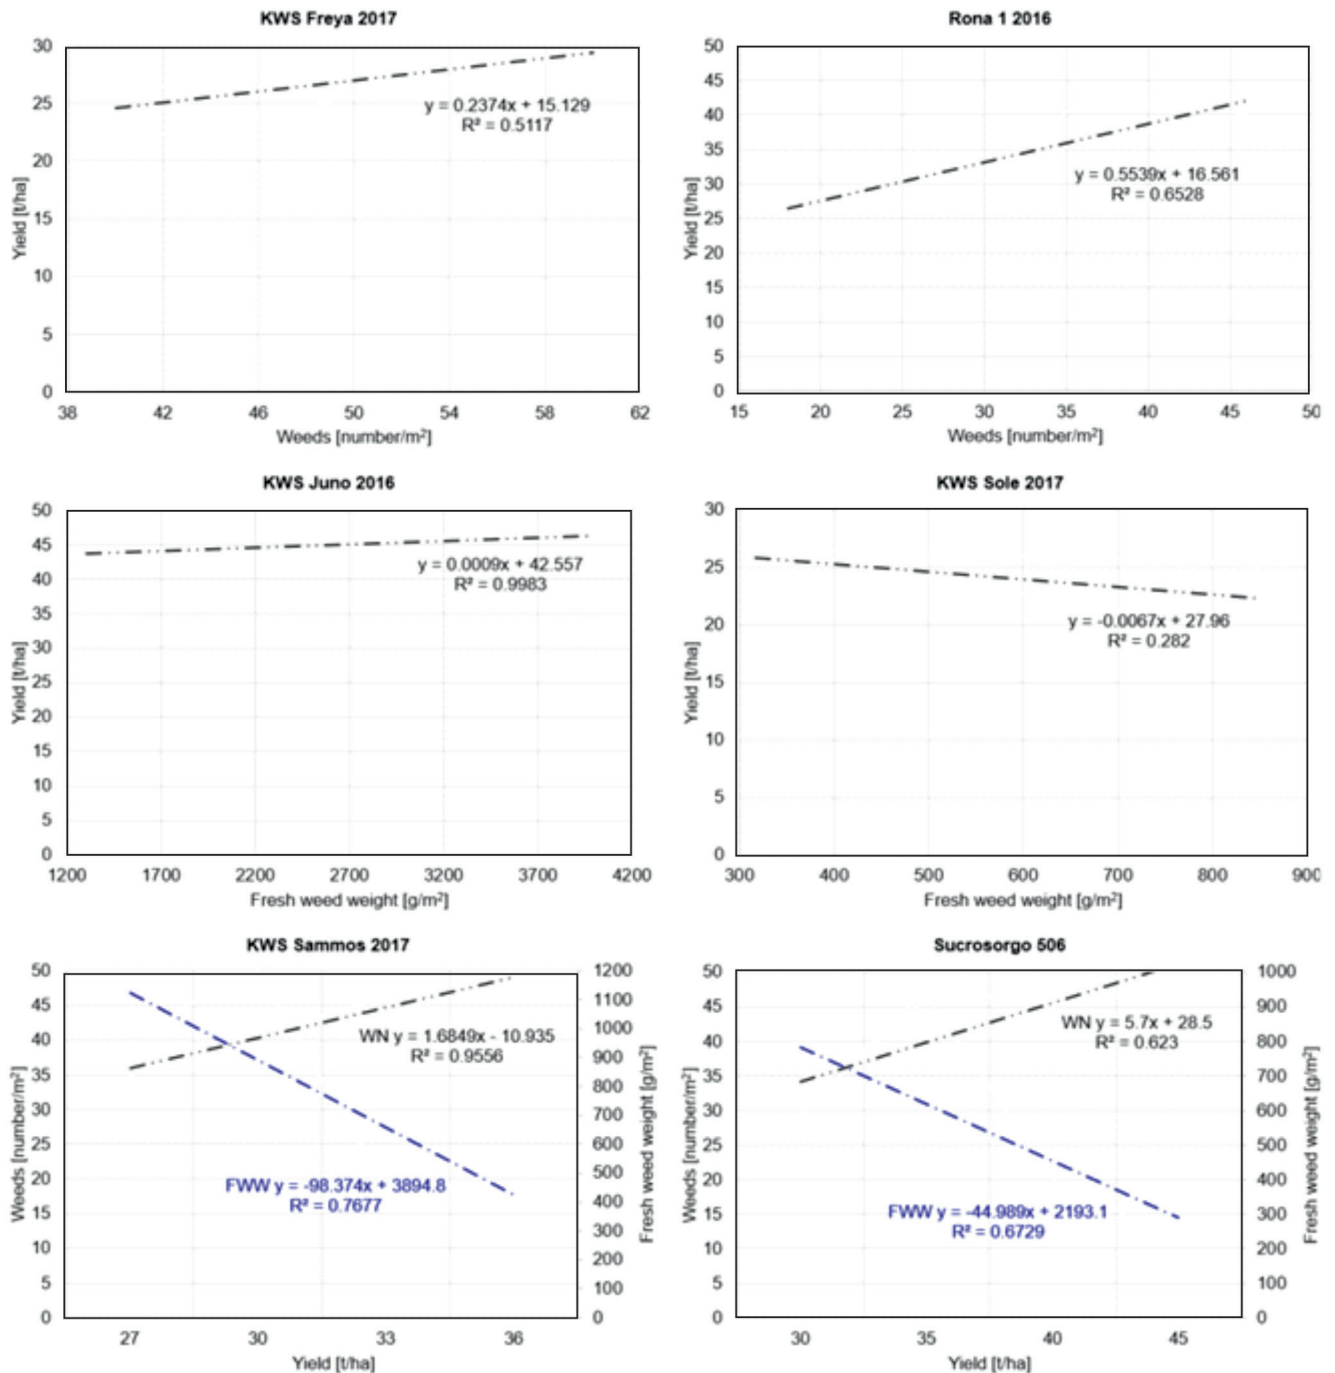 KWS Freya 2017
30
25
20
15
10
5
0
Yield [t/ha]
y = 0.2374x + 15.129
R² = 0.5117
38 42 46 50 54 58 62
Weeds [number/m²]
Rona 1 2016
50
45
40
35
30
25
20
15
10
5
0
Yield [t/ha]
y = 0.5539x + 16.561
R² = 0.6528
15 20 25 30 35 40 45 50
Weeds [number/m²]
KWS Juno 2016
50
45
40
35
30
25
20
15
10
5
0
Yield [t/ha]
y = 0.0009x + 42.557
R² = 0.9983
1200 1700 2200 2700 3200 3700 4200
Fresh weed weight [g/m²]
KWS Sole 2017
30
25
20
15
10
5
0
Yield [t/ha]
y = -0.0067x + 27.96
R² = 0.282
300 400 500 600 700 800 900
Fresh weed weight [g/m²]
KWS Sammos 2017
50
45
40
35
30
25
20
15
10
5
0
Weeds [number/m²]
WN y = 1.6849x - 10.935
R² = 0.9556
FWW y = -98.374x + 3894.8
R² = 0.7677
1200
1100
1000
900
800
700
600
500
400
300
200
100
0
Fresh weed weight [g/m²]
27 30 33 36
Yield [t/ha]
Sucrosorgo 506
50
45
40
35
30
25
20
15
10
5
0
Weeds [number/m²]
WN y = 5.7x + 28.5
R² = 0.623
FWW y = -44.989x + 2193.1
R² = 0.6729
1000
900
800
700
600
500
400
300
200
100
0
Fresh weed weight [g/m²]
30 35 40 45
Yield [t/ha]